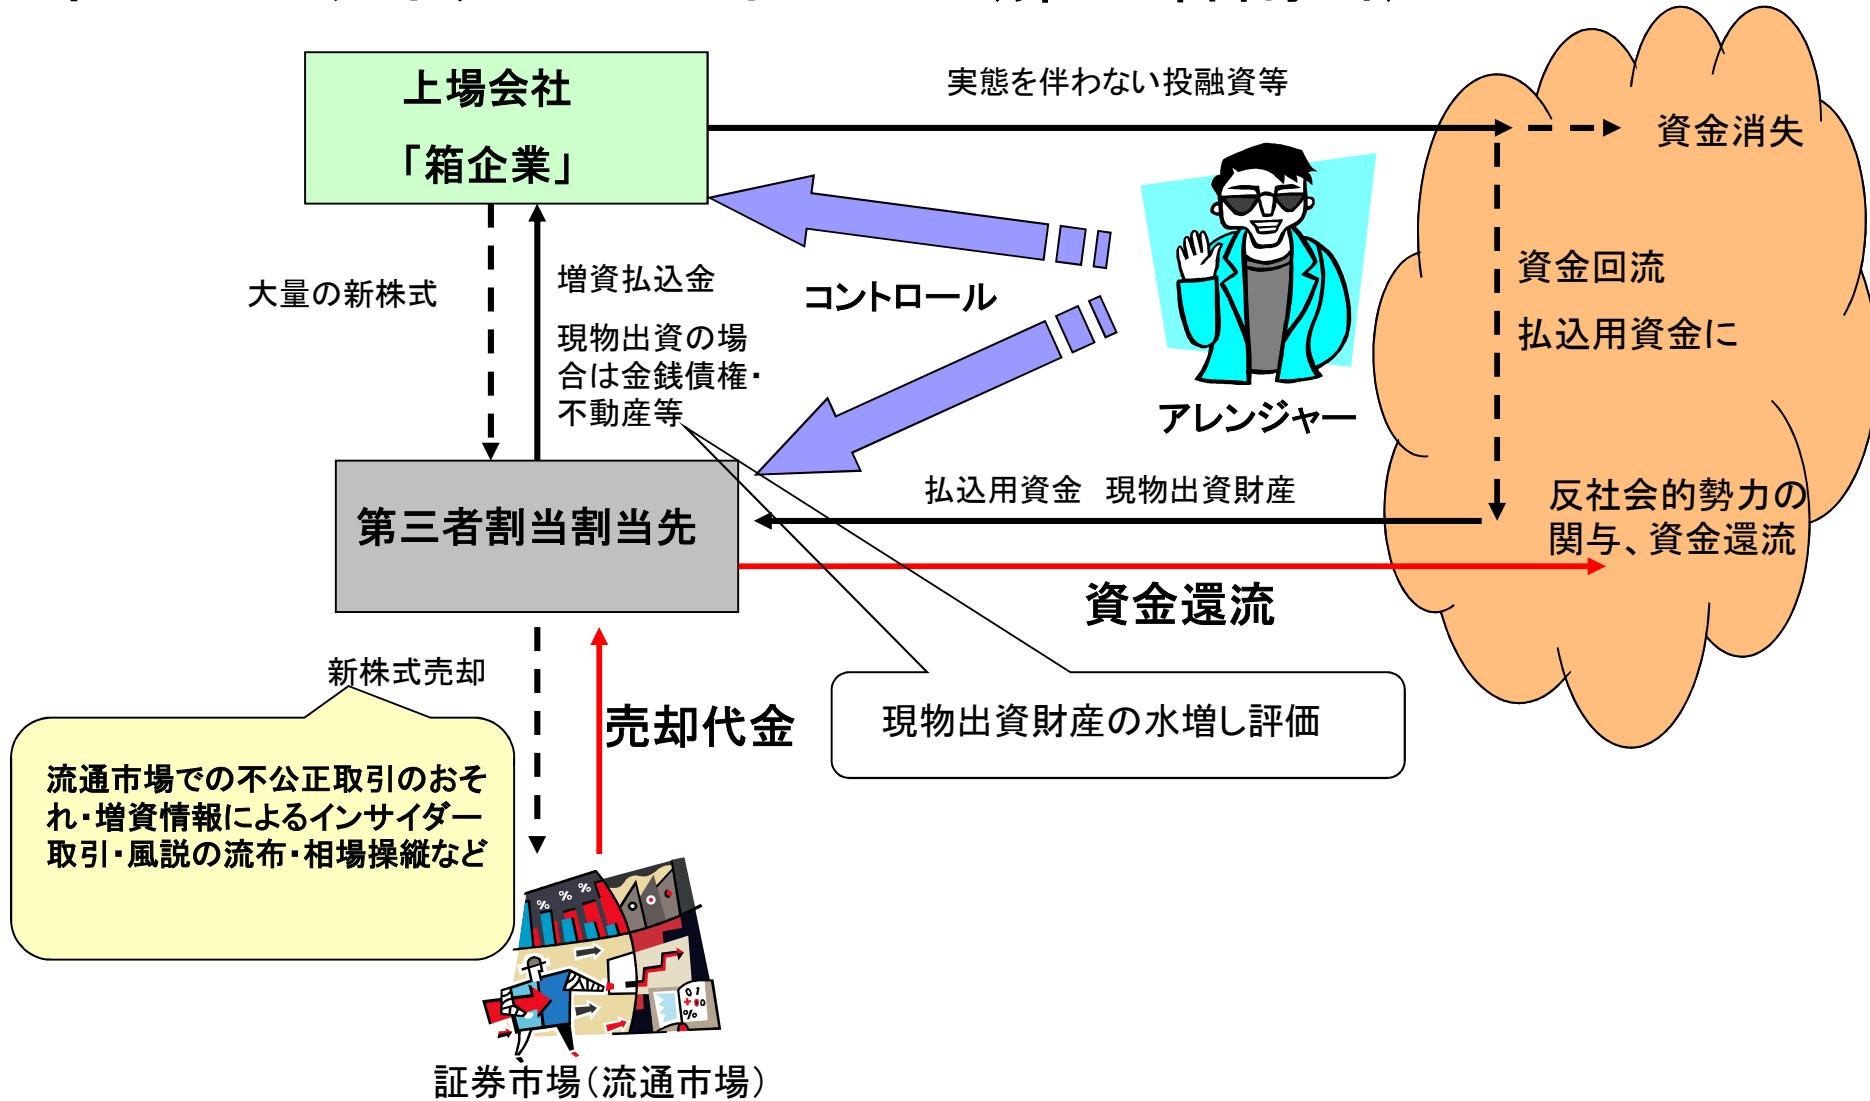 上場会社
「箱企業」
実態を伴わない投融資等
資金消失
大量の新株式
増資払込金
現物出資の場
合は金銭債権・
不動産等
コントロール
アレンジャー
資金回流
払込用資金に
第三者割当割当先
払込用資金　現物出資財産
反社会的勢力の
関与、資金還流
資金還流
新株式売却
売却代金
現物出資財産の水増し評価
流通市場での不公正取引のおそ
れ・増資情報によるインサイダー
取引・風説の流布・相場操縦など
% % %
0 1
+ 0
%
証券市場（流通市場）